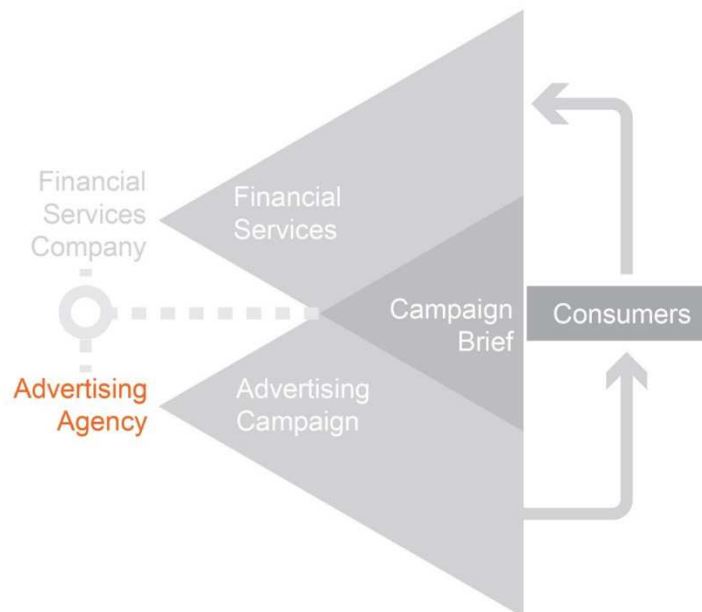 Financial
Services
Company
Financial
Services
Campaign
Brief
Consumers
Advertising
Agency
Advertising
Campaign